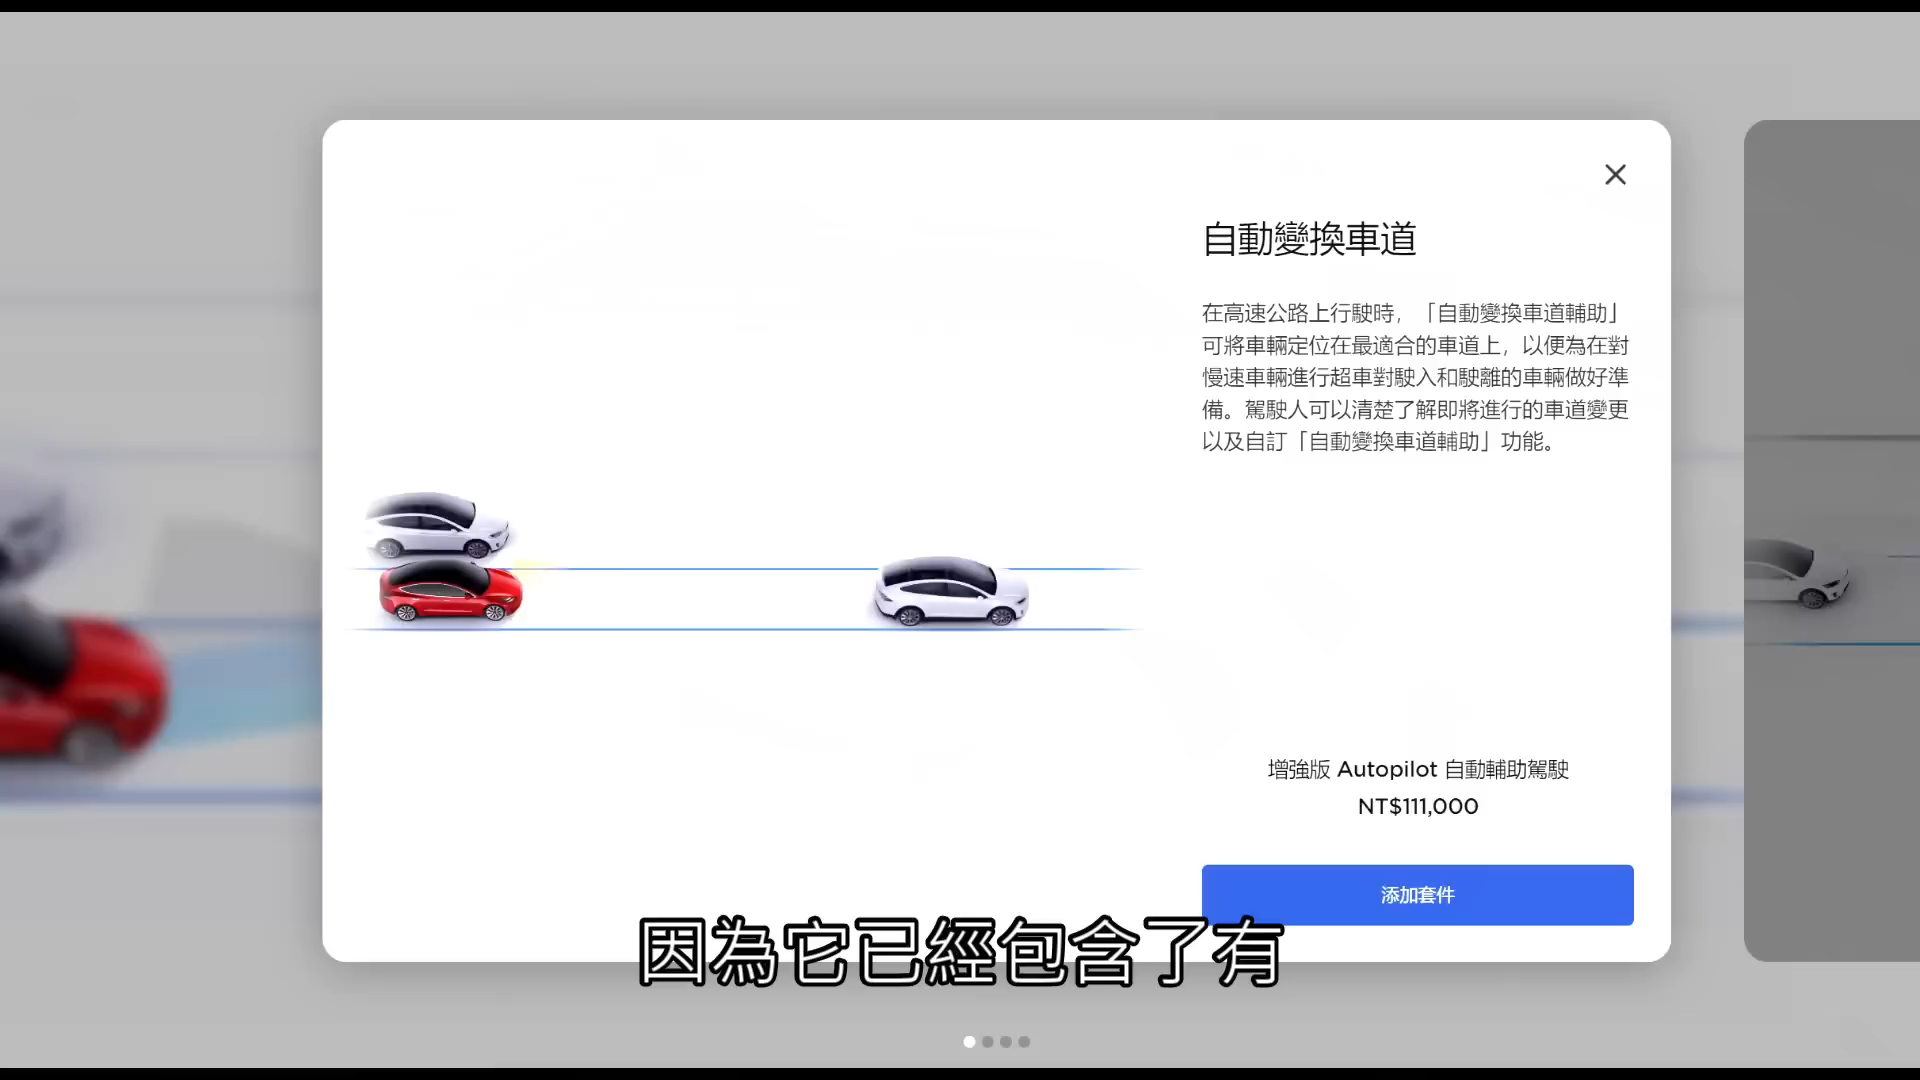 自動變換車道
在高速公路上行駛時，「自動變換車道輔助」
可將車輛定位在最適合的車道上，以便為在對
慢速車輛進行超車對駛入和駛離的車輛做好準
備。駕駛人可以清楚了解即將進行的車道變更
以及自訂「自動變換車道輔助」功能。
增強版 Autopilot 自動輔助駕駛
NT$111,000
添加套件
因為它已經包含了有